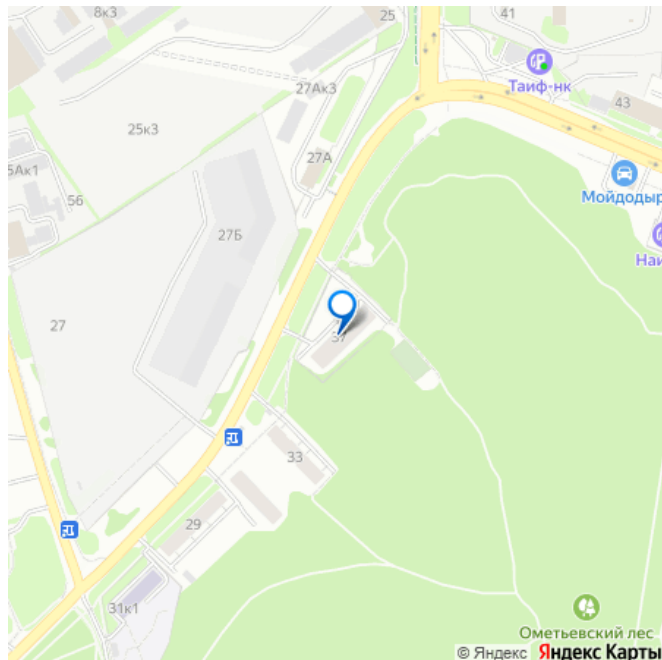 8к3
25
41
Таиф-нк
27Ак3
43
25к3
27А
5Ак1
56
Мойдодыр
27Б
Наи
27
37
33
29
31к1
Ометьевский лес
© Яндекс Яндекс Карты